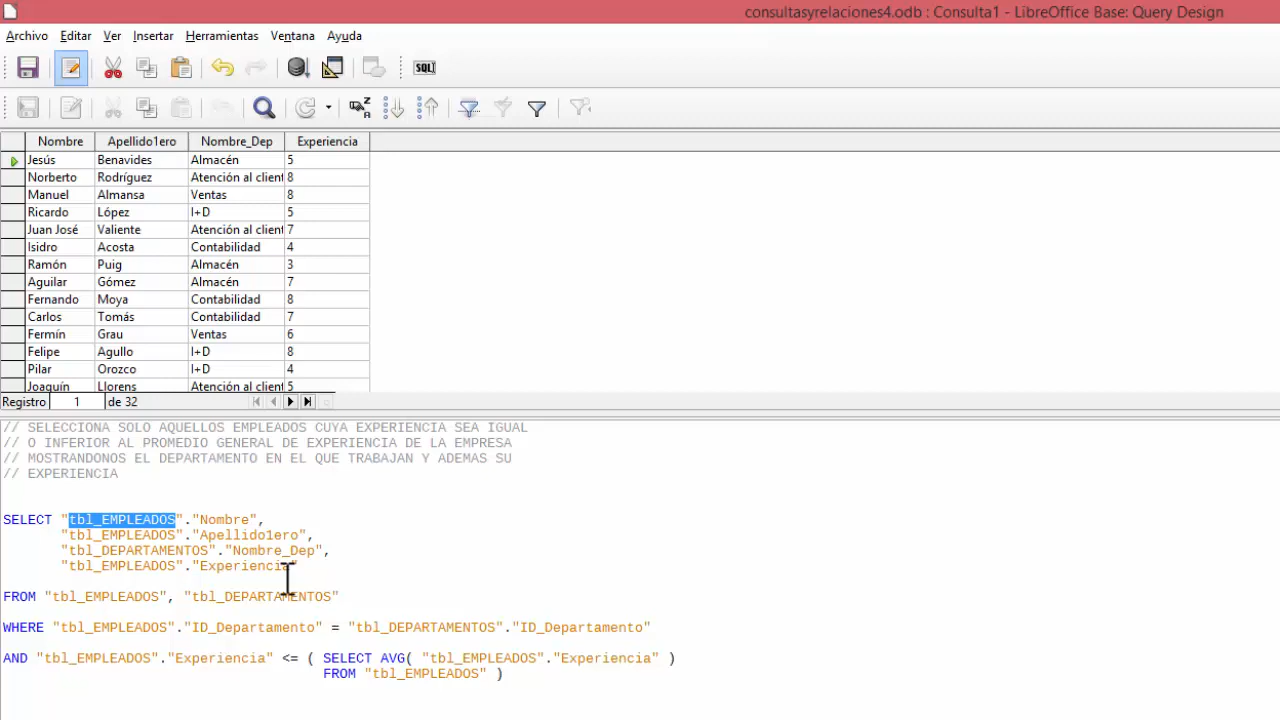 consultasyrelaciones4.odb : Consulta1 - LibreOffice Base: Query Design
Archivo Editar Ver Insertar Herramientas Ventana Ayuda
SQL
Nombre Apellido1ero Nombre_Dep Experiencia
Jesús Benavides Almacén 5
Norberto Rodríguez Atención al client 8
Manuel Almansa Ventas 8
Ricardo López I+D 5
Juan José Valiente Atención al client 7
Isidro Acosta Contabilidad 4
Ramón Puig Almacén 3
Aguilar Gómez Almacén 7
Fernando Moya Contabilidad 8
Carlos Tomás Contabilidad 7
Fermín Grau Ventas 6
Felipe Agullo I+D 8
Pilar Orozco I+D 4
Joaquín Llorens Atención al client 5
Registro 1 de 32
// SELECCIONA SOLO AQUELLOS EMPLEADOS CUYA EXPERIENCIA SEA IGUAL
// O INFERIOR AL PROMEDIO GENERAL DE EXPERIENCIA DE LA EMPRESA
// MOSTRANDONOS EL DEPARTAMENTO EN EL QUE TRABAJAN Y ADEMAS SU
// EXPERIENCIA
SELECT "tbl_EMPLEADOS"."Nombre",
"tbl_EMPLEADOS"."Apellido1ero",
"tbl_DEPARTAMENTOS"."Nombre_Dep",
"tbl_EMPLEADOS"."Experiencia"
FROM "tbl_EMPLEADOS", "tbl_DEPARTAMENTOS"
WHERE "tbl_EMPLEADOS"."ID_Departamento" = "tbl_DEPARTAMENTOS"."ID_Departamento"
AND "tbl_EMPLEADOS"."Experiencia" <= ( SELECT AVG( "tbl_EMPLEADOS"."Experiencia" )
FROM "tbl_EMPLEADOS" )